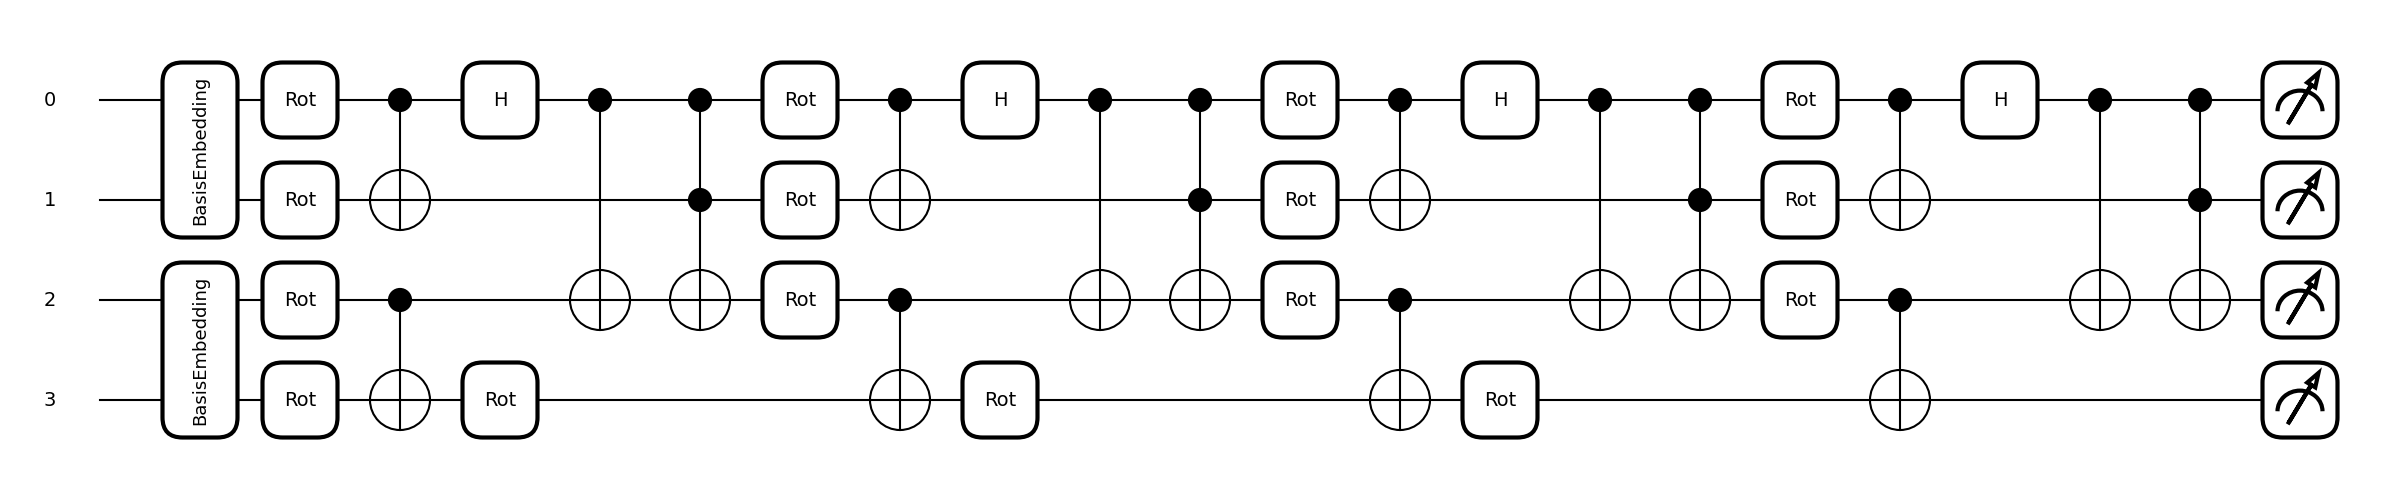 0 BasisEmbedding Rot H Rot H Rot H Rot H
1 Rot Rot Rot Rot
2 BasisEmbedding Rot Rot Rot Rot
3 Rot Rot Rot Rot